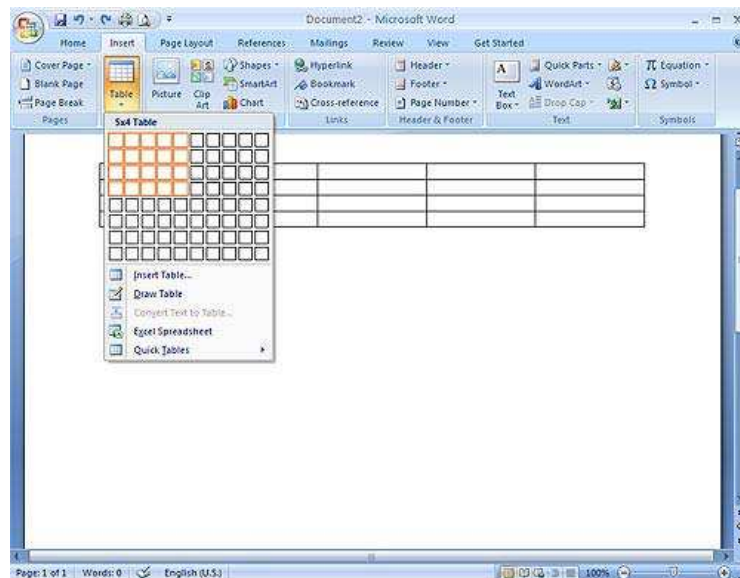 Document2 - Microsoft Word
Home Insert Page Layout References Mailings Review View Get Started
Cover Page
Blank Page
Page Break
Pages
Table
Picture
Clip Art
Shapes
SmartArt
Chart
Hyperlink
Bookmark
Cross-reference
Links
Header
Footer
Page Number
Header & Footer
A
Text Box
Quick Parts
WordArt
Drop Cap
Text
π Equation
Ω Symbol
Symbols
5x4 Table
Insert Table...
Draw Table
Convert Text to Table...
Excel Spreadsheet
Quick Tables
Page: 1 of 1 Words: 0 English (U.S.) 100%